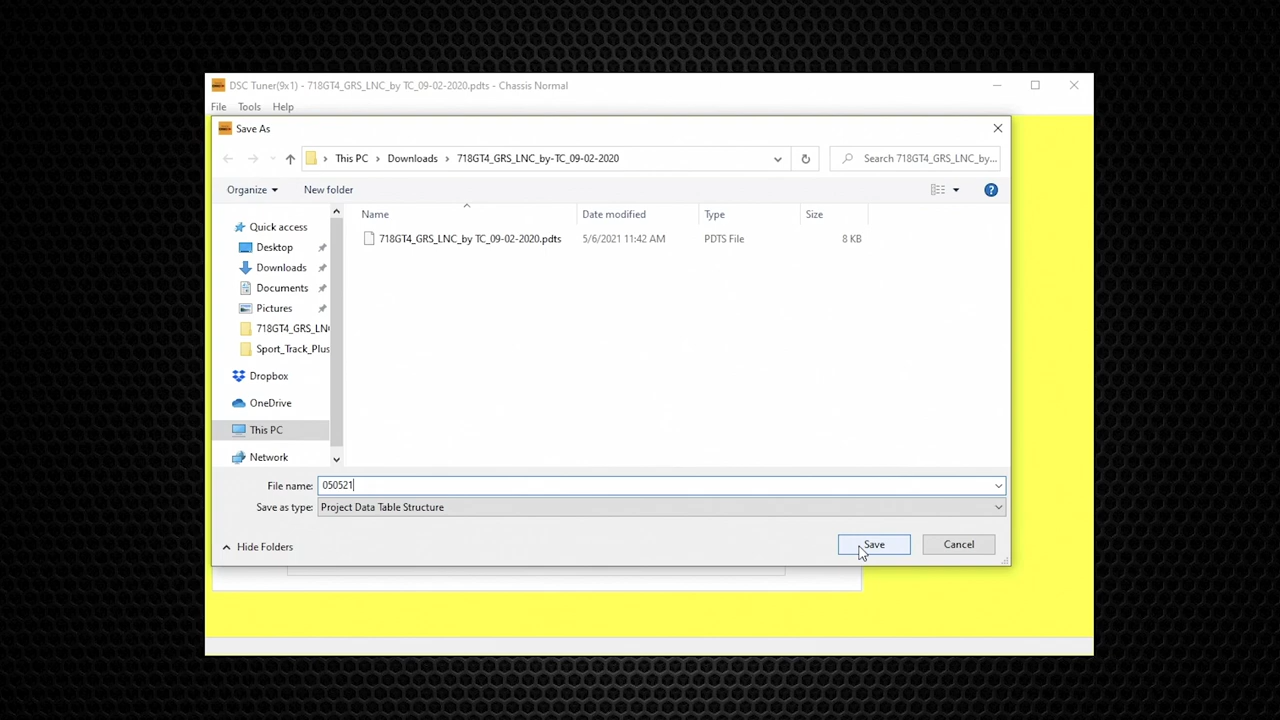 DSC Tuner(9x1) - 718GT4_GRS_LNC_by TC_09-02-2020.pdts - Chassis Normal
File Tools Help
Save As
This PC > Downloads > 718GT4_GRS_LNC_by-TC_09-02-2020
Search 718GT4_GRS_LNC_by...
Organize New folder
Name Date modified Type Size
718GT4_GRS_LNC_by TC_09-02-2020.pdts 5/6/2021 11:42 AM PDTS File 8 KB
Quick access
Desktop
Downloads
Documents
Pictures
718GT4_GRS_LN
Sport_Track_Plus
Dropbox
OneDrive
This PC
Network
File name: 050521
Save as type: Project Data Table Structure
Hide Folders
Save Cancel